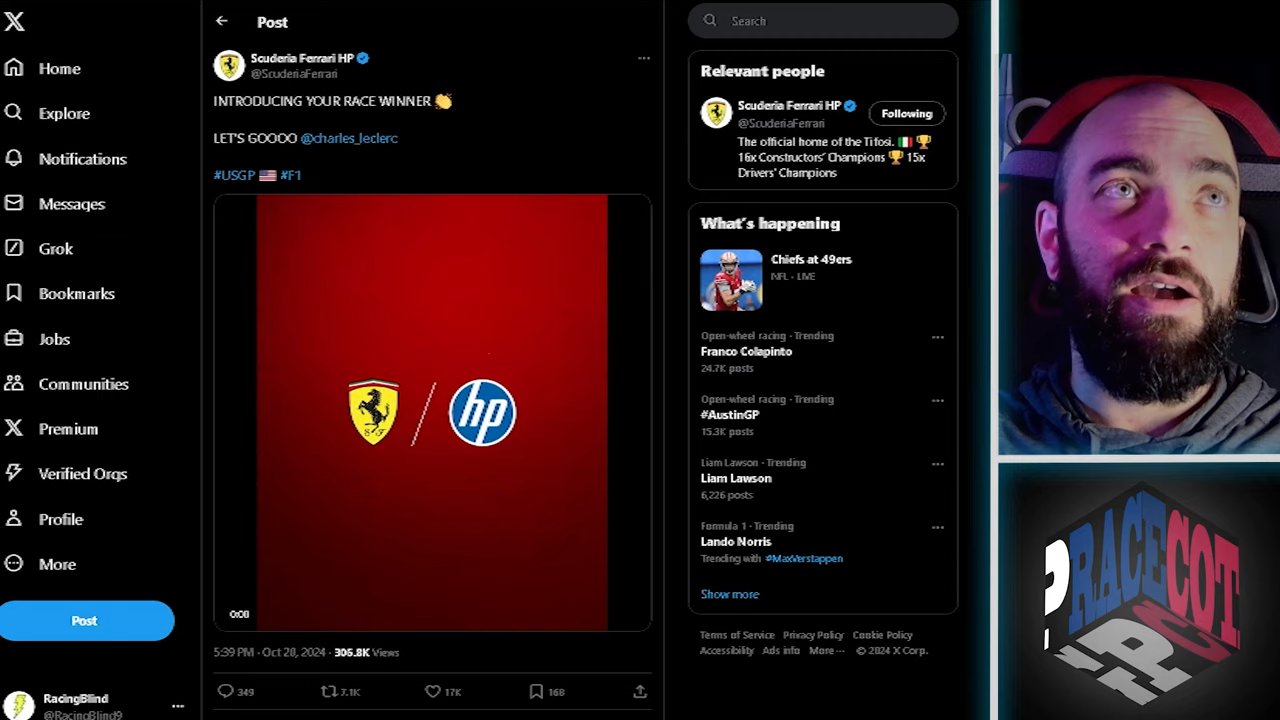 Home
Explore
Notifications
Messages
Grok
Bookmarks
Jobs
Communities
Premium
Verified Orgs
Profile
More
Post
RacingBlind
@RacingBlind9
Post
Scuderia Ferrari HP
@ScuderiaFerrari
INTRODUCING YOUR RACE WINNER 👏
LET'S GOOOO @charles_leclerc
#USGP 🇺🇸 #F1
S F
hp
0:08
5:39 PM · Oct 20, 2024 · 306.8K Views
349
7.1K
17K
168
Search
Relevant people
Scuderia Ferrari HP
@ScuderiaFerrari
Following
The official home of the Tifosi. 🇮🇹 🏆
16x Constructors' Champions 🏆 15x
Drivers' Champions
What's happening
Chiefs at 49ers
NFL · LIVE
Open-wheel racing · Trending
Franco Colapinto
24.7K posts
Open-wheel racing · Trending
#AustinGP
15.3K posts
Liam Lawson · Trending
Liam Lawson
6,226 posts
Formula 1 · Trending
Lando Norris
Trending with #MaxVerstappen
Show more
Terms of Service Privacy Policy Cookie Policy
Accessibility Ads info More ··· © 2024 X Corp.
RACECOT